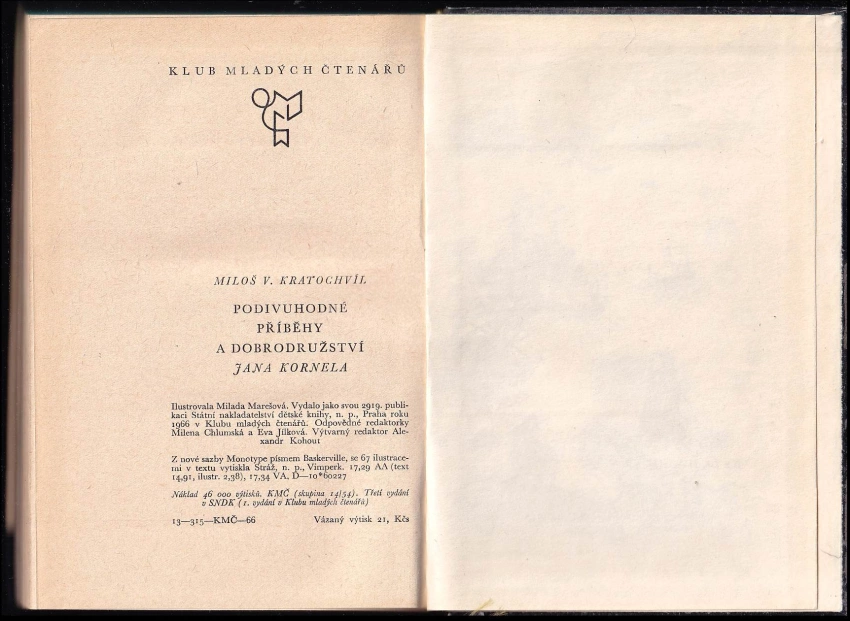 KLUB MLADÝCH ČTENÁŘŮ
MILOŠ V. KRATOCHVÍL
PODIVUHODNÉ
PŘÍBĚHY
A DOBRODRUŽSTVÍ
JANA KORNELA
Ilustrovala Milada Marešová. Vydalo jako svou 2919. publi-
kaci Státní nakladatelství dětské knihy, n. p., Praha roku
1966 v Klubu mladých čtenářů. Odpovědné redaktorky
Milena Chlumská a Eva Jílková. Výtvarný redaktor Ale-
xandr Kohout
Z nové sazby Monotype písmem Baskerville, se 67 ilustrace-
mi v textu vytiskla Stráž, n. p., Vimperk. 17,29 AA (text
14,91, ilustr. 2,38), 17,34 VA. D—10*60227
Náklad 46 000 výtisků. KMČ (skupina 14/54). Třetí vydání
v SNDK (1. vydání v Klubu mladých čtenářů)
13—315—KMČ—66 Vázaný výtisk 21, Kčs